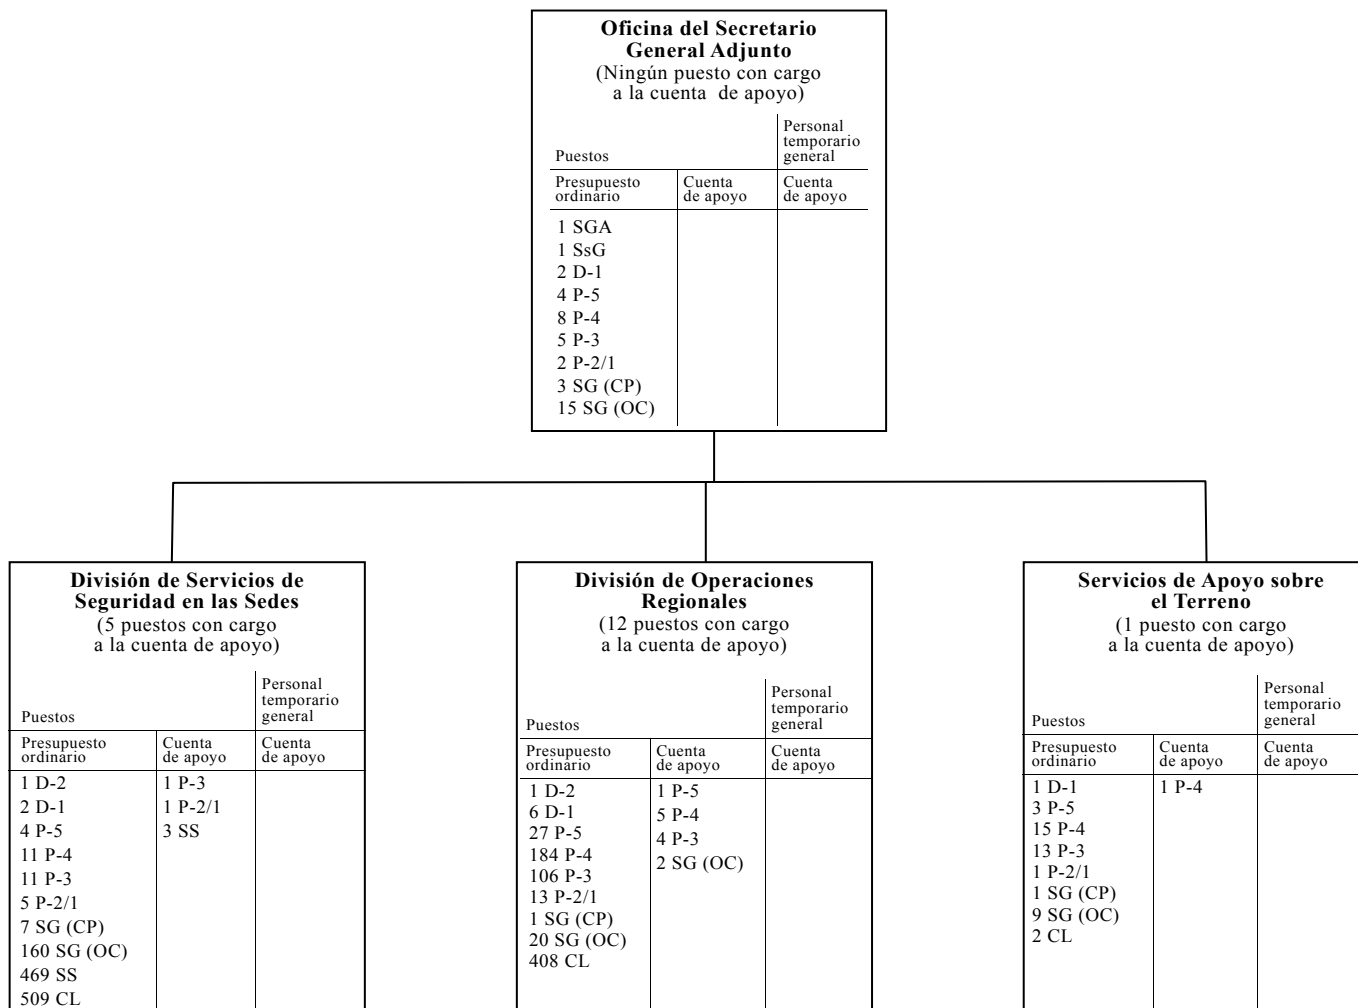 Oficina del Secretario
General Adjunto
(Ningún puesto con cargo
a la cuenta de apoyo)
Personal
temporario
general
Puestos
Presupuesto
ordinario
Cuenta
de apoyo
Cuenta
de apoyo
1 SGA
1 SsG
2 D-1
4 P-5
8 P-4
5 P-3
2 P-2/1
3 SG (CP)
15 SG (OC)
División de Servicios de
Seguridad en las Sedes
(5 puestos con cargo
a la cuenta de apoyo)
Personal
temporario
general
Puestos
Presupuesto
ordinario
Cuenta
de apoyo
Cuenta
de apoyo
1 D-2
2 D-1
4 P-5
11 P-4
11 P-3
5 P-2/1
7 SG (CP)
160 SG (OC)
469 SS
509 CL
1 P-3
1 P-2/1
3 SS
División de Operaciones
Regionales
(12 puestos con cargo
a la cuenta de apoyo)
Personal
temporario
general
Puestos
Presupuesto
ordinario
Cuenta
de apoyo
Cuenta
de apoyo
1 D-2
6 D-1
27 P-5
184 P-4
106 P-3
13 P-2/1
1 SG (CP)
20 SG (OC)
408 CL
1 P-5
5 P-4
4 P-3
2 SG (OC)
Servicios de Apoyo sobre
el Terreno
(1 puesto con cargo
a la cuenta de apoyo)
Personal
temporario
general
Puestos
Presupuesto
ordinario
Cuenta
de apoyo
Cuenta
de apoyo
1 D-1
3 P-5
15 P-4
13 P-3
1 P-2/1
1 SG (CP)
9 SG (OC)
2 CL
1 P-4